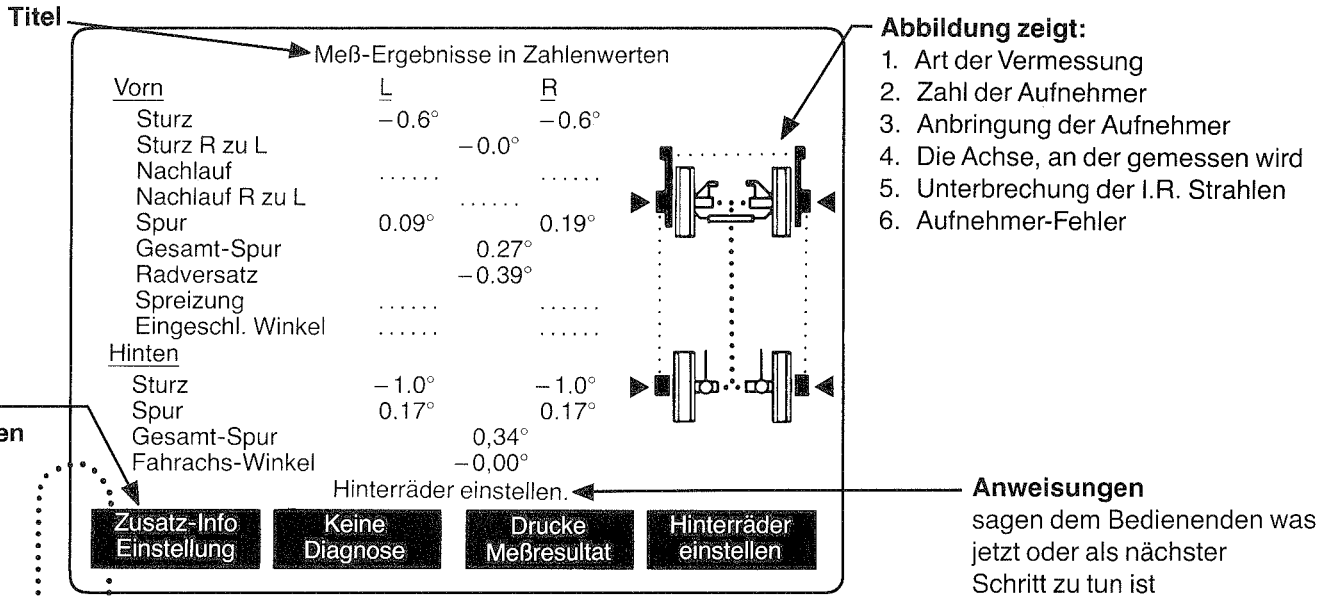 Titel
Meß-Ergebnisse in Zahlenwerten
Vorn L R
Sturz −0.6° −0.6°
Sturz R zu L −0.0°
Nachlauf ...... ......
Nachlauf R zu L ......
Spur 0.09° 0.19°
Gesamt-Spur 0.27°
Radversatz −0.39°
Spreizung ...... ......
Eingeschl. Winkel ...... ......
Hinten
Sturz −1.0° −1.0°
Spur 0.17° 0.17°
Gesamt-Spur 0,34°
Fahrachs-Winkel −0,00°
Hinterräder einstellen.
Zusatz-Info
Einstellung
Keine
Diagnose
Drucke
Meßresultat
Hinterräder
einstellen
en
Abbildung zeigt:
1. Art der Vermessung
2. Zahl der Aufnehmer
3. Anbringung der Aufnehmer
4. Die Achse, an der gemessen wird
5. Unterbrechung der I.R. Strahlen
6. Aufnehmer-Fehler
Anweisungen
sagen dem Bedienenden was
jetzt oder als nächster
Schritt zu tun ist